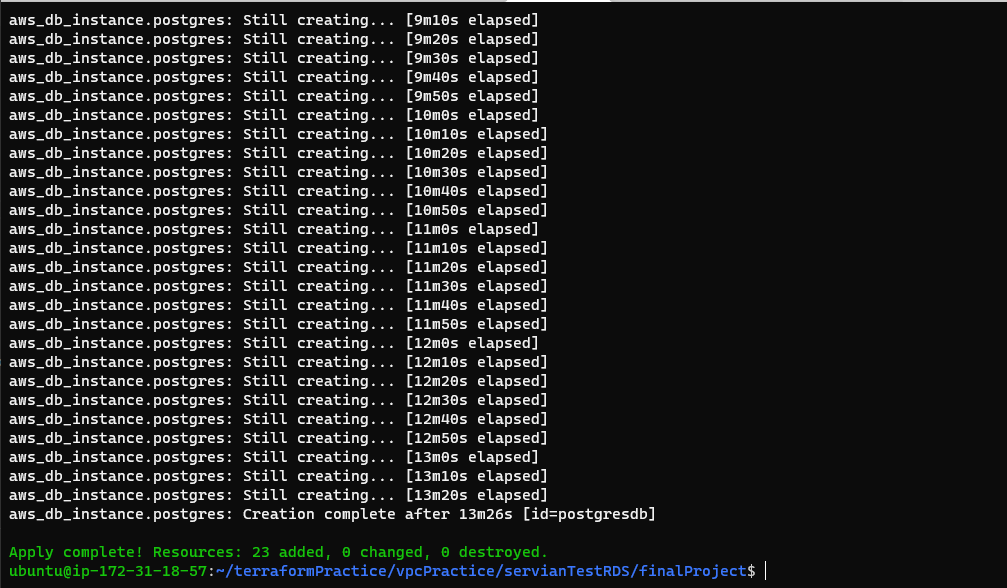 aws_db_instance.postgres: Still creating... [9m10s elapsed]
aws_db_instance.postgres: Still creating... [9m20s elapsed]
aws_db_instance.postgres: Still creating... [9m30s elapsed]
aws_db_instance.postgres: Still creating... [9m40s elapsed]
aws_db_instance.postgres: Still creating... [9m50s elapsed]
aws_db_instance.postgres: Still creating... [10m0s elapsed]
aws_db_instance.postgres: Still creating... [10m10s elapsed]
aws_db_instance.postgres: Still creating... [10m20s elapsed]
aws_db_instance.postgres: Still creating... [10m30s elapsed]
aws_db_instance.postgres: Still creating... [10m40s elapsed]
aws_db_instance.postgres: Still creating... [10m50s elapsed]
aws_db_instance.postgres: Still creating... [11m0s elapsed]
aws_db_instance.postgres: Still creating... [11m10s elapsed]
aws_db_instance.postgres: Still creating... [11m20s elapsed]
aws_db_instance.postgres: Still creating... [11m30s elapsed]
aws_db_instance.postgres: Still creating... [11m40s elapsed]
aws_db_instance.postgres: Still creating... [11m50s elapsed]
aws_db_instance.postgres: Still creating... [12m0s elapsed]
aws_db_instance.postgres: Still creating... [12m10s elapsed]
aws_db_instance.postgres: Still creating... [12m20s elapsed]
aws_db_instance.postgres: Still creating... [12m30s elapsed]
aws_db_instance.postgres: Still creating... [12m40s elapsed]
aws_db_instance.postgres: Still creating... [12m50s elapsed]
aws_db_instance.postgres: Still creating... [13m0s elapsed]
aws_db_instance.postgres: Still creating... [13m10s elapsed]
aws_db_instance.postgres: Still creating... [13m20s elapsed]
aws_db_instance.postgres: Creation complete after 13m26s [id=postgresdb]
Apply complete! Resources: 23 added, 0 changed, 0 destroyed.
ubuntu@ip-172-31-18-57:~/terraformPractice/vpcPractice/servianTestRDS/finalProject$